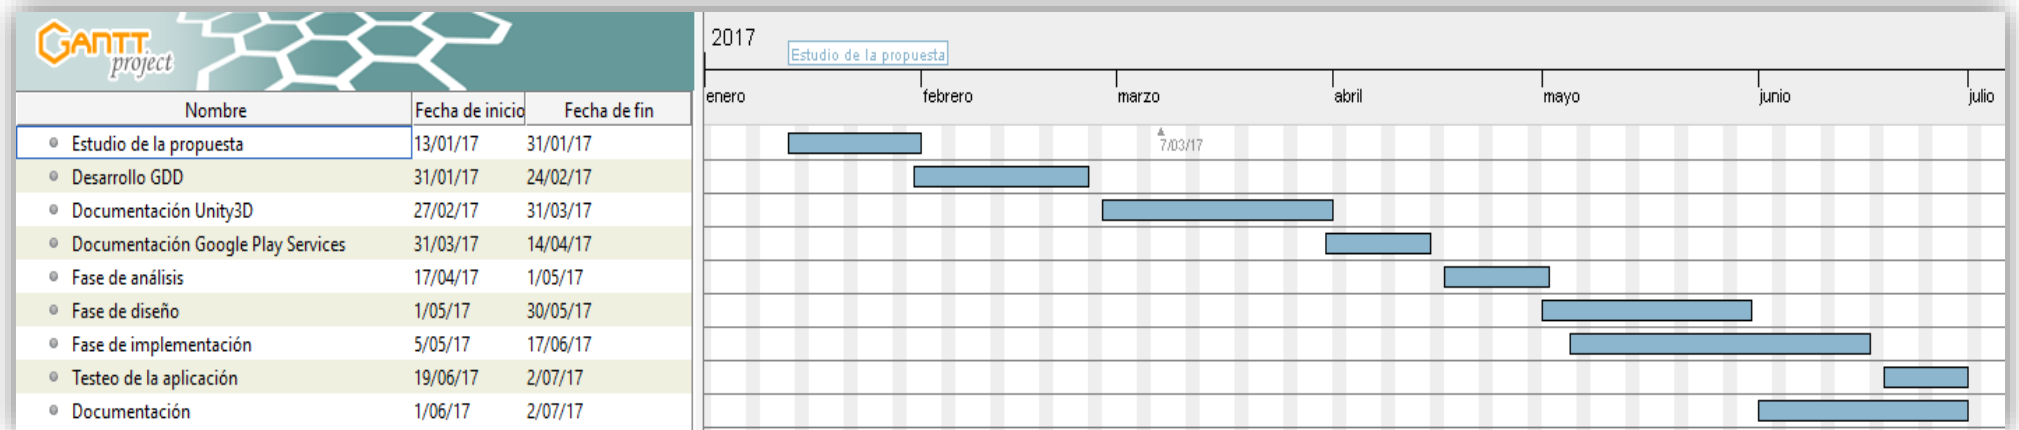 GANTT
project
2017
Estudio de la propuesta
enero febrero marzo abril mayo junio julio
Nombre Fecha de inicio Fecha de fin
Estudio de la propuesta 13/01/17 31/01/17
7/03/17
Desarrollo GDD 31/01/17 24/02/17
Documentación Unity3D 27/02/17 31/03/17
Documentación Google Play Services 31/03/17 14/04/17
Fase de análisis 17/04/17 1/05/17
Fase de diseño 1/05/17 30/05/17
Fase de implementación 5/05/17 17/06/17
Testeo de la aplicación 19/06/17 2/07/17
Documentación 1/06/17 2/07/17